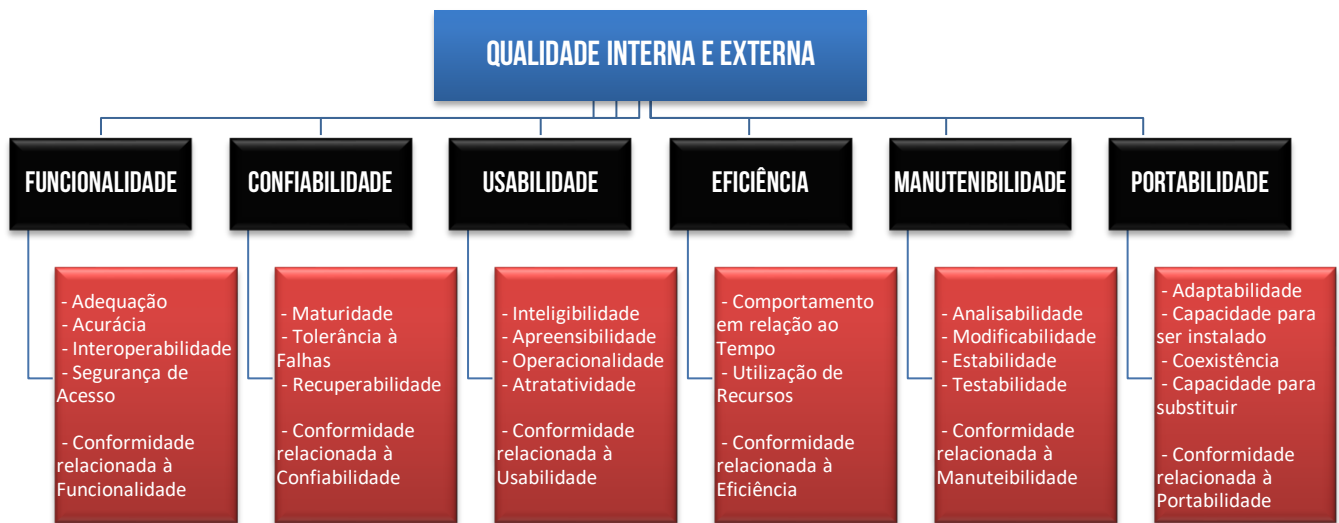 QUALIDADE INTERNA E EXTERNA
FUNCIONALIDADE
CONFIABILIDADE
USABILIDADE
EFICIÊNCIA
MANUTENIBILIDADE
PORTABILIDADE
- Adequação
- Acurácia
- Interoperabilidade
- Segurança de
Acesso
- Conformidade
relacionada à
Funcionalidade
- Maturidade
- Tolerância à
Falhas
- Recuperabilidade
- Conformidade
relacionada à
Confiabilidade
- Inteligibilidade
- Apreensibilidade
- Operacionalidade
- Atratatividade
- Conformidade
relacionada à
Usabilidade
- Comportamento
em relação ao
Tempo
- Utilização de
Recursos
- Conformidade
relacionada à
Eficiência
- Analisabilidade
- Modificabilidade
- Estabilidade
- Testabilidade
- Conformidade
relacionada à
Manuteibilidade
- Adaptabilidade
- Capacidade para
ser instalado
- Coexistência
- Capacidade para
substituir
- Conformidade
relacionada à
Portabilidade